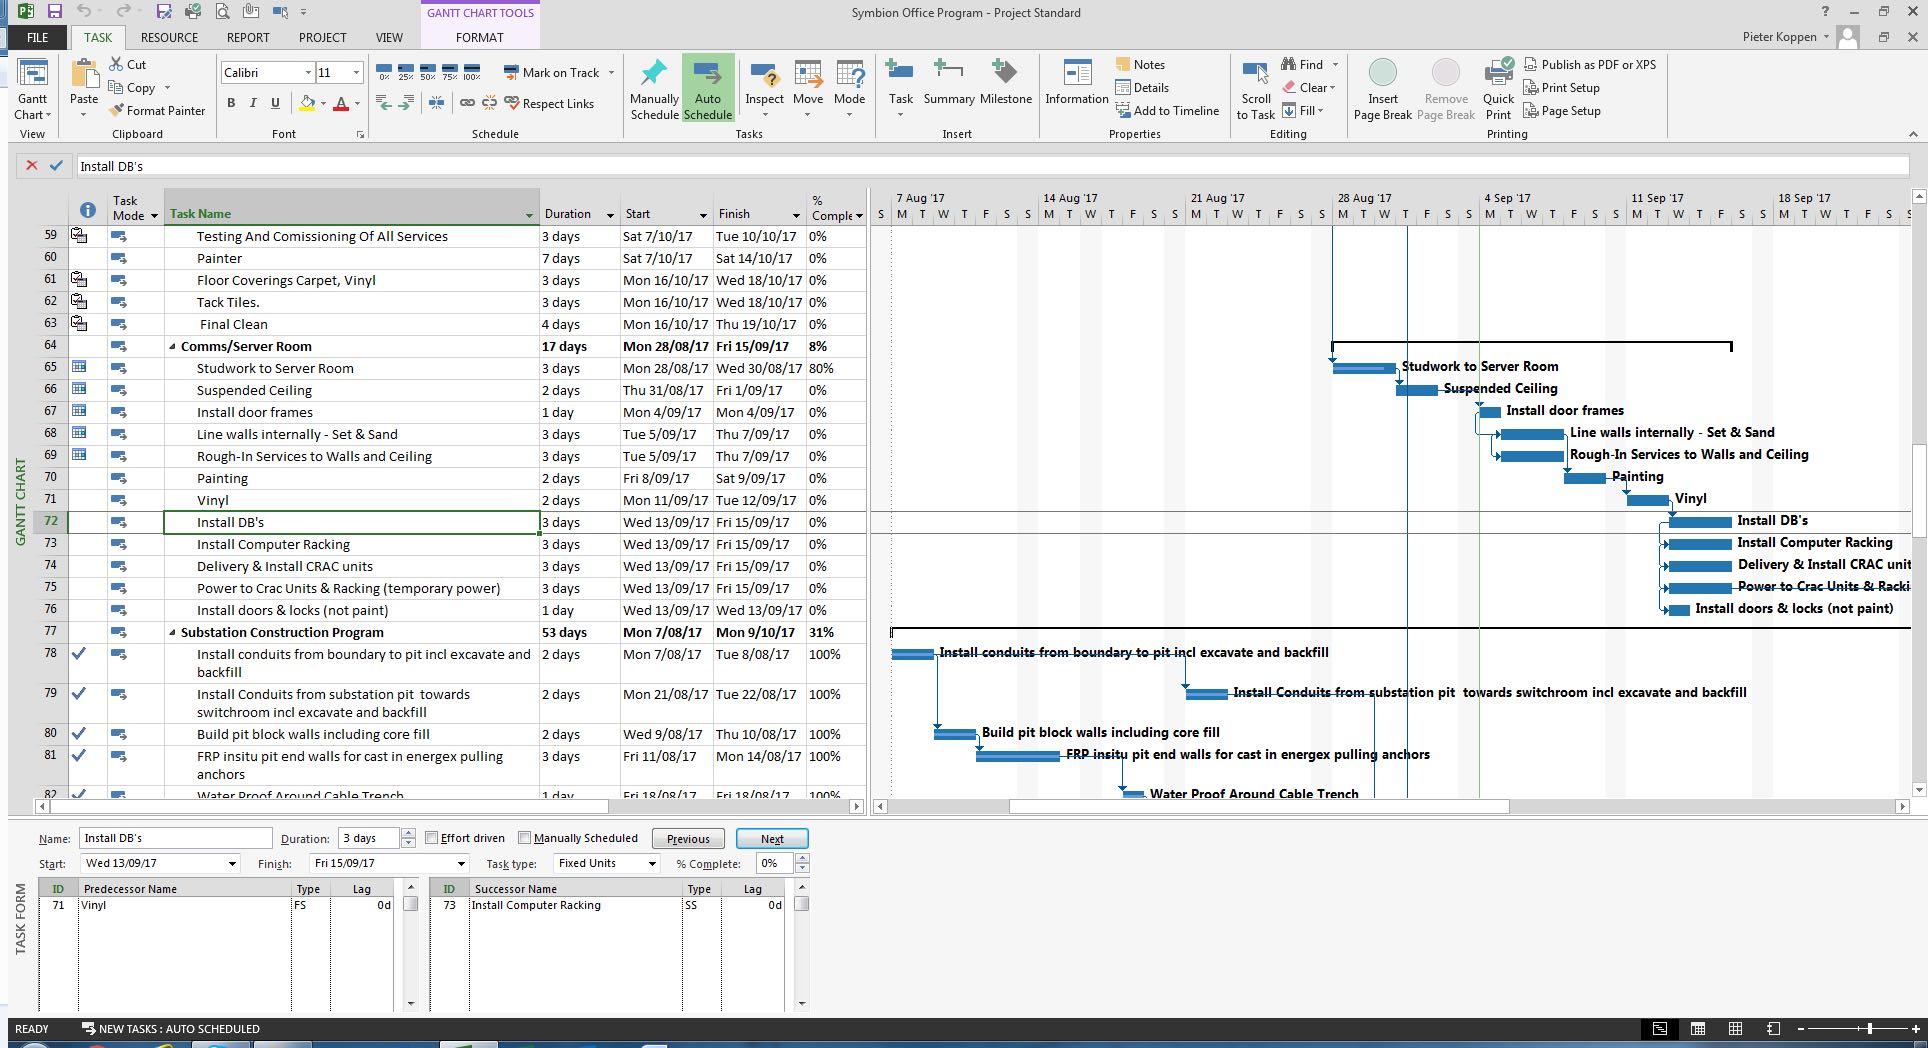 GANTT CHART TOOLS
Symbion Office Program - Project Standard
FILE TASK RESOURCE REPORT PROJECT VIEW FORMAT
Pieter Koppen
Gantt Chart
View
Paste
Cut
Copy
Format Painter
Clipboard
Calibri 11
B I U A
Font
0% 25% 50% 75% 100%
Mark on Track
Respect Links
Schedule
Manually Schedule
Auto Schedule
Inspect
Move
Mode
Tasks
Task
Summary
Milestone
Insert
Information
Notes
Details
Add to Timeline
Properties
Scroll to Task
Find
Clear
Fill
Editing
Insert Page Break
Remove Page Break
Quick Print
Publish as PDF or XPS
Print Setup
Page Setup
Printing
Install DB's
GANTT CHART
Task Mode Task Name Duration Start Finish % Comple
59 Testing And Comissioning Of All Services 3 days Sat 7/10/17 Tue 10/10/17 0%
60 Painter 7 days Sat 7/10/17 Sat 14/10/17 0%
61 Floor Coverings Carpet, Vinyl 3 days Mon 16/10/17 Wed 18/10/17 0%
62 Tack Tiles. 3 days Mon 16/10/17 Wed 18/10/17 0%
63 Final Clean 4 days Mon 16/10/17 Thu 19/10/17 0%
64 Comms/Server Room 17 days Mon 28/08/17 Fri 15/09/17 8%
65 Studwork to Server Room 3 days Mon 28/08/17 Wed 30/08/17 80%
66 Suspended Ceiling 2 days Thu 31/08/17 Fri 1/09/17 0%
67 Install door frames 1 day Mon 4/09/17 Mon 4/09/17 0%
68 Line walls internally - Set & Sand 3 days Tue 5/09/17 Thu 7/09/17 0%
69 Rough-In Services to Walls and Ceiling 3 days Tue 5/09/17 Thu 7/09/17 0%
70 Painting 2 days Fri 8/09/17 Sat 9/09/17 0%
71 Vinyl 2 days Mon 11/09/17 Tue 12/09/17 0%
72 Install DB's 3 days Wed 13/09/17 Fri 15/09/17 0%
73 Install Computer Racking 3 days Wed 13/09/17 Fri 15/09/17 0%
74 Delivery & Install CRAC units 3 days Wed 13/09/17 Fri 15/09/17 0%
75 Power to Crac Units & Racking (temporary power) 3 days Wed 13/09/17 Fri 15/09/17 0%
76 Install doors & locks (not paint) 1 day Wed 13/09/17 Wed 13/09/17 0%
77 Substation Construction Program 53 days Mon 7/08/17 Mon 9/10/17 31%
78 Install conduits from boundary to pit incl excavate and backfill 2 days Mon 7/08/17 Tue 8/08/17 100%
79 Install Conduits from substation pit towards switchroom incl excavate and backfill 2 days Mon 21/08/17 Tue 22/08/17 100%
80 Build pit block walls including core fill 2 days Wed 9/08/17 Thu 10/08/17 100%
81 FRP insitu pit end walls for cast in energex pulling anchors 3 days Fri 11/08/17 Mon 14/08/17 100%
82 Water Proof Around Cable Trench 1 day Fri 18/08/17 Fri 18/08/17 100%
7 Aug '17 14 Aug '17 21 Aug '17 28 Aug '17 4 Sep '17 11 Sep '17 18 Sep '17
S M T W T F S S M T W T F S S M T W T F S S M T W T F S S M T W T F S S M T W T F S S M T W T F S S
Studwork to Server Room
Suspended Ceiling
Install door frames
Line walls internally - Set & Sand
Rough-In Services to Walls and Ceiling
Painting
Vinyl
Install DB's
Install Computer Racking
Delivery & Install CRAC unit
Power to Crac Units & Racki
Install doors & locks (not paint)
Install conduits from boundary to pit incl excavate and backfill
Install Conduits from substation pit towards switchroom incl excavate and backfill
Build pit block walls including core fill
FRP insitu pit end walls for cast in energex pulling anchors
Water Proof Around Cable Trench
TASK FORM
Name: Install DB's Duration: 3 days Effort driven Manually Scheduled Previous Next
Start: Wed 13/09/17 Finish: Fri 15/09/17 Task type: Fixed Units % Complete: 0%
ID Predecessor Name Type Lag
71 Vinyl FS 0d
ID Successor Name Type Lag
73 Install Computer Racking SS 0d
READY NEW TASKS : AUTO SCHEDULED